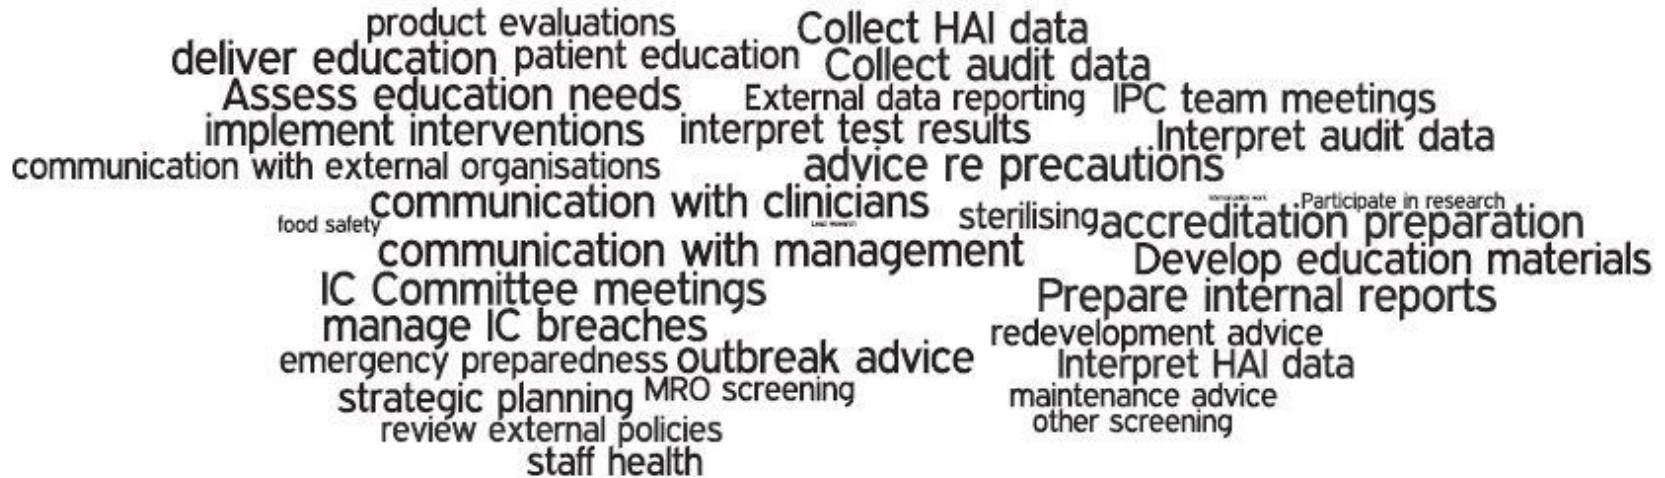 product evaluations
Collect HAI data
deliver education
patient education
Collect audit data
Assess education needs
External data reporting
IPC team meetings
implement interventions
interpret test results
Interpret audit data
communication with external organisations
advice re precautions
communication with clinicians
Participate in research
food safety
sterilising
accreditation preparation
communication with management
Develop education materials
IC Committee meetings
Prepare internal reports
manage IC breaches
redevelopment advice
emergency preparedness
outbreak advice
Interpret HAI data
strategic planning
MRO screening
maintenance advice
review external policies
other screening
staff health